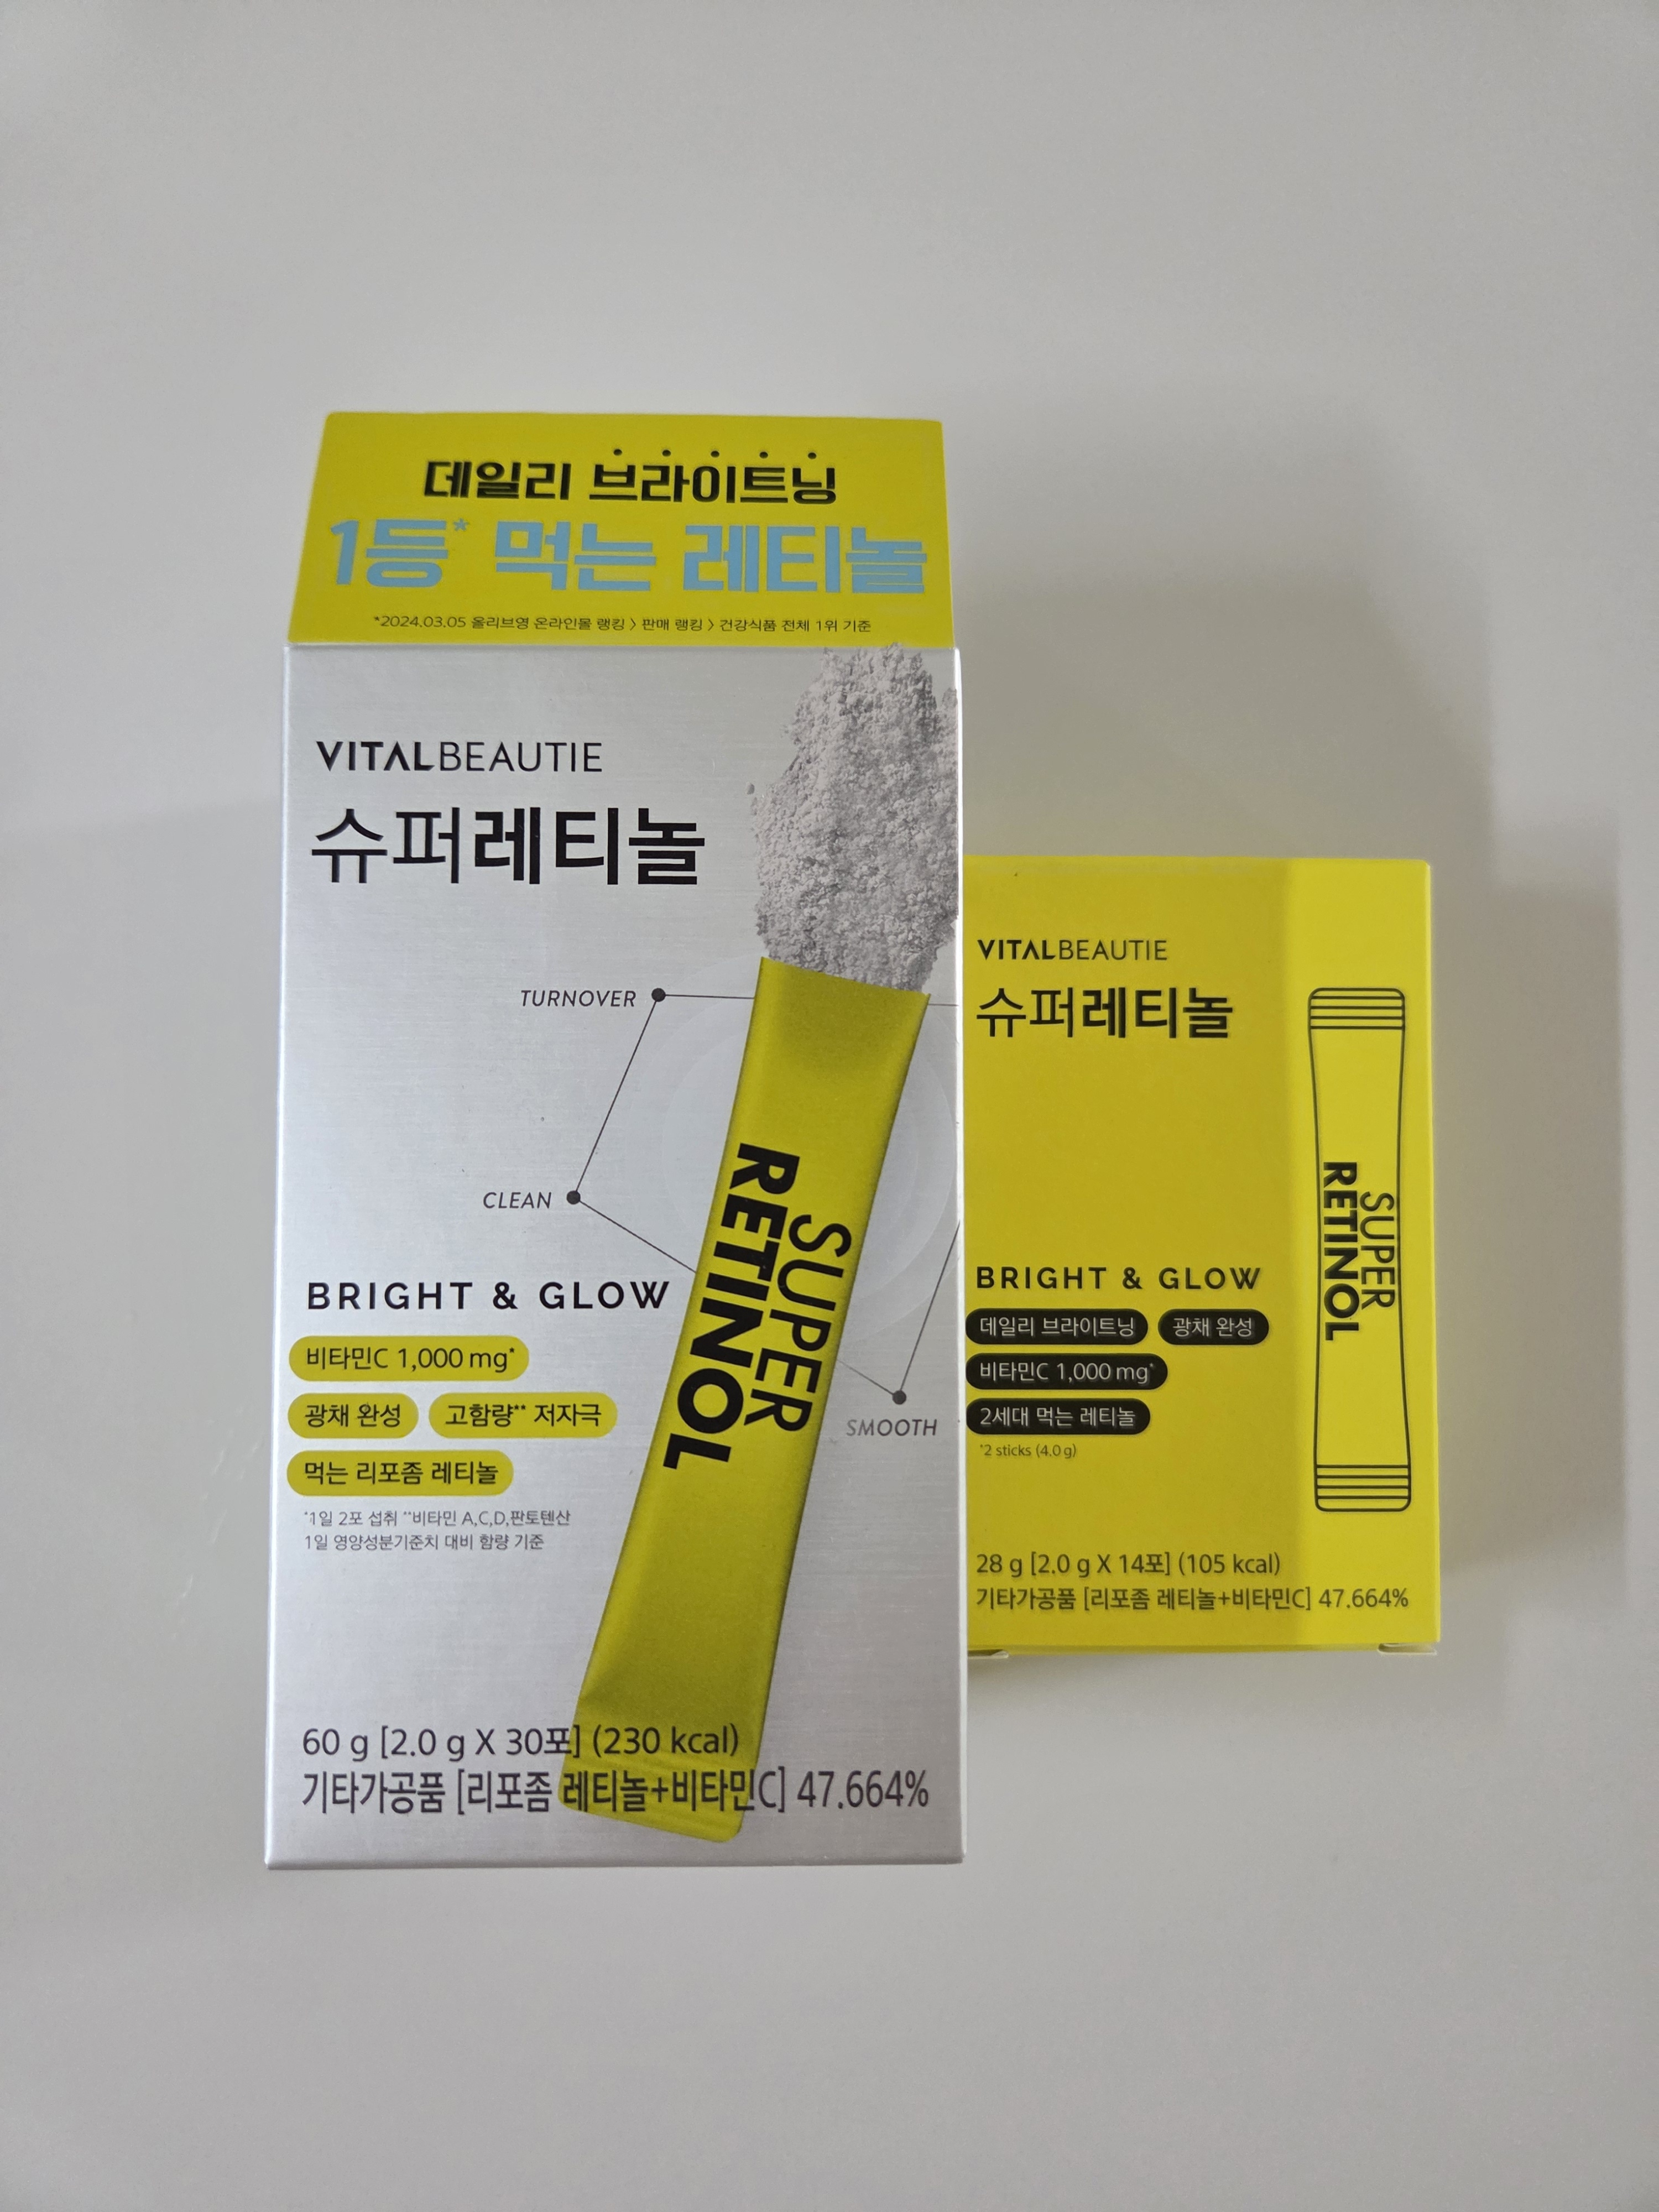 데일리 브라이트닝
1등* 먹는 레티놀
*2024.03.05 올리브영 온라인몰 랭킹 > 판매 랭킹 > 건강식품 전체 1위 기준
VITALBEAUTIE
슈퍼레티놀
TURNOVER
CLEAN
SMOOTH
SUPER
RETINOL
BRIGHT & GLOW
비타민C 1,000 mg*
광채 완성 고함량** 저자극
먹는 리포좀 레티놀
*1일 2포 섭취 **비타민 A,C,D,판토텐산
1일 영양성분기준치 대비 함량 기준
60 g [2.0 g X 30포] (230 kcal)
기타가공품 [리포좀 레티놀+비타민C] 47.664%
VITALBEAUTIE
슈퍼레티놀
SUPER
RETINOL
BRIGHT & GLOW
데일리 브라이트닝 광채 완성
비타민C 1,000 mg*
2세대 먹는 레티놀
*2 sticks (4.0 g)
28 g [2.0 g X 14포] (105 kcal)
기타가공품 [리포좀 레티놀+비타민C] 47.664%